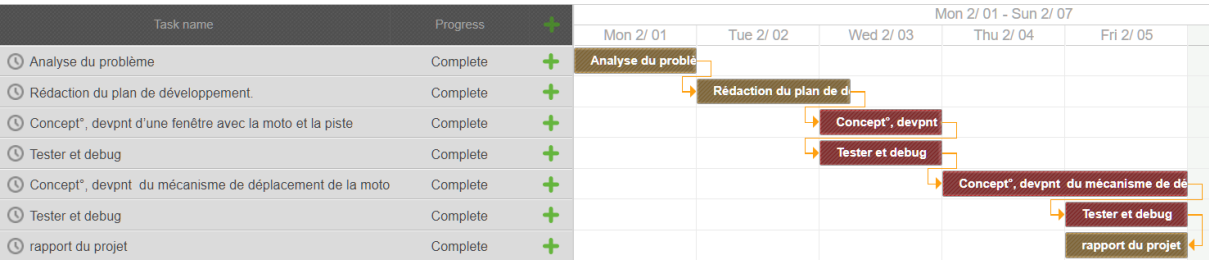 Mon 2/ 01 - Sun 2/ 07
Task name Progress Mon 2/ 01 Tue 2/ 02 Wed 2/ 03 Thu 2/ 04 Fri 2/ 05
Analyse du problème Complete Analyse du problè
Rédaction du plan de développement. Complete Rédaction du plan de d
Concept°, devpnt d'une fenêtre avec la moto et la piste Complete Concept°, devpnt
Tester et debug Complete Tester et debug
Concept°, devpnt du mécanisme de déplacement de la moto Complete Concept°, devpnt du mécanisme de dé
Tester et debug Complete Tester et debug
rapport du projet Complete rapport du projet